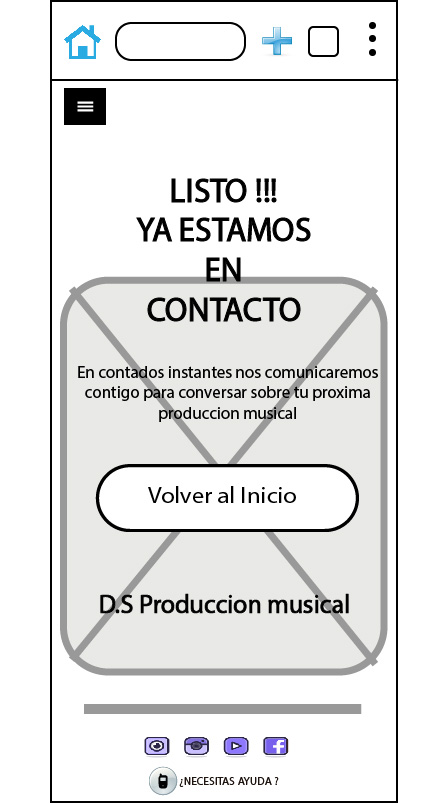 LISTO !!!
YA ESTAMOS
EN
CONTACTO
En contados instantes nos comunicaremos
contigo para conversar sobre tu proxima
produccion musical
Volver al Inicio
D.S Produccion musical
¿NECESITAS AYUDA ?